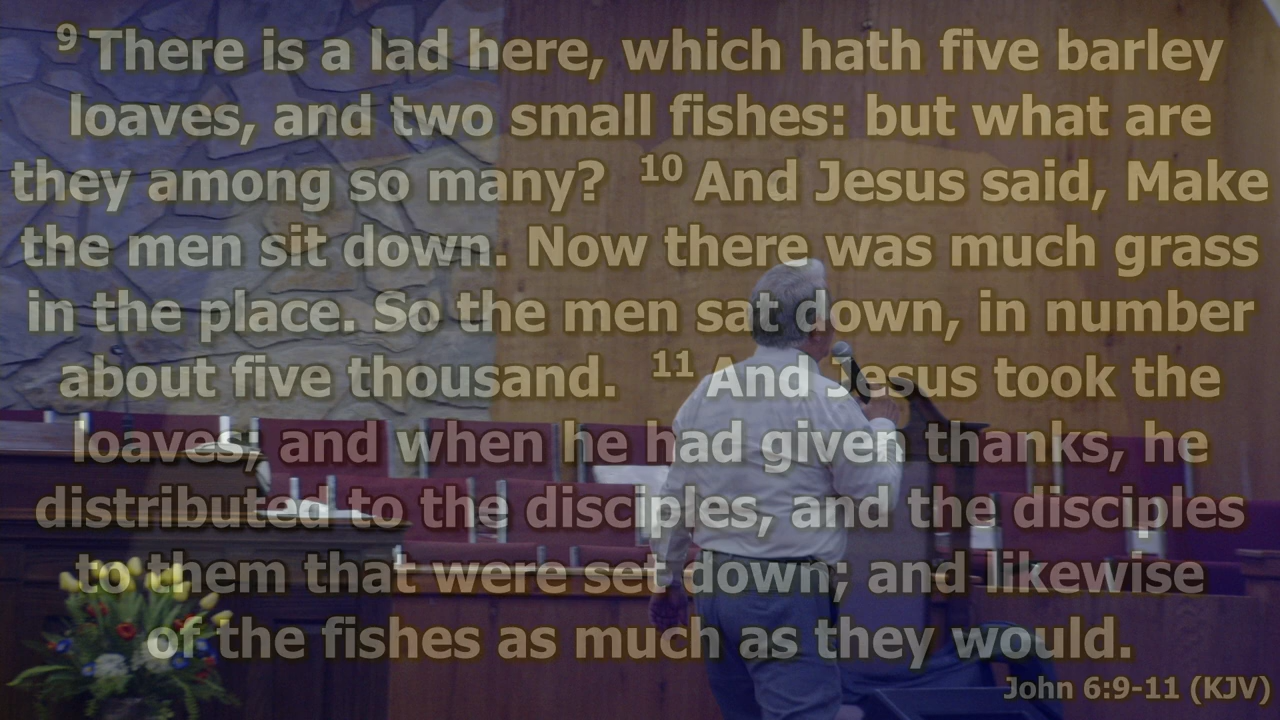 9 There is a lad here, which hath five barley
loaves, and two small fishes: but what are
they among so many? 10 And Jesus said, Make
the men sit down. Now there was much grass
in the place. So the men sat down, in number
about five thousand. 11 And Jesus took the
loaves, and when he had given thanks, he
distributed to the disciples, and the disciples
to them that were set down; and likewise
of the fishes as much as they would.
John 6:9-11 (KJV)